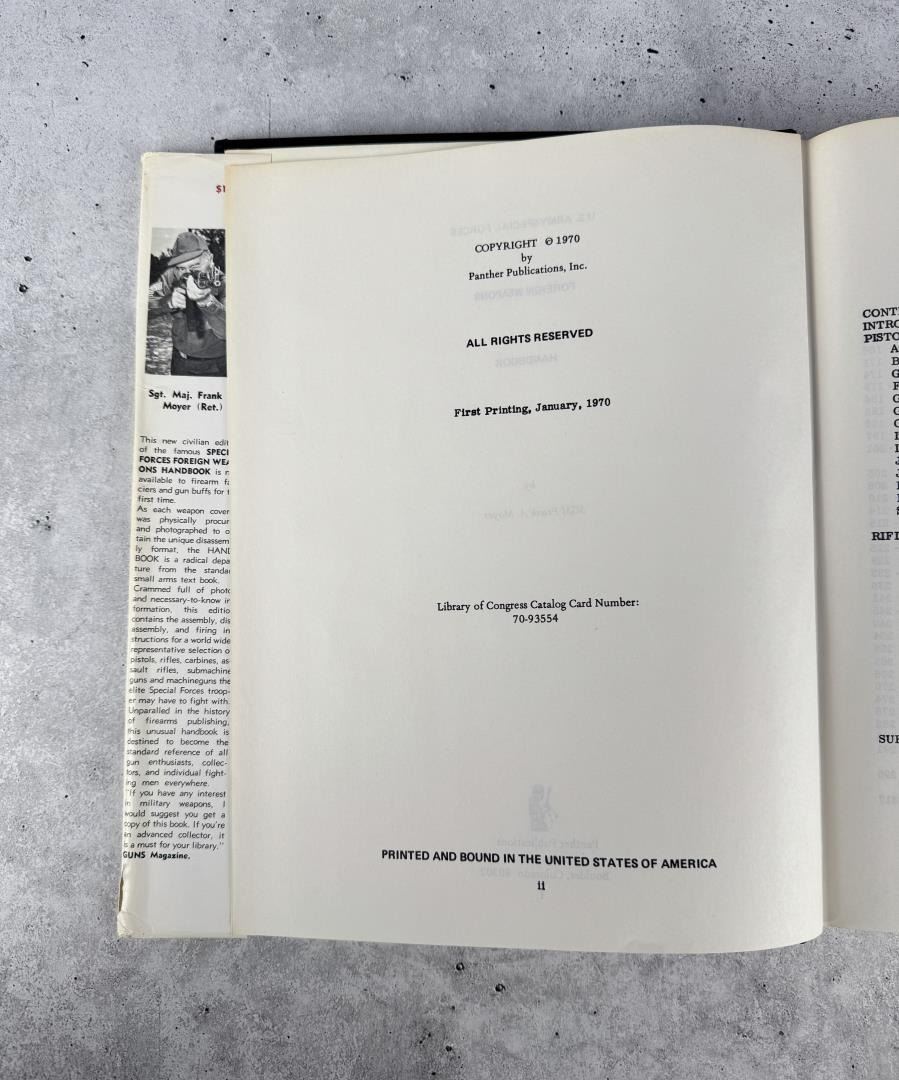 $1
Sgt. Maj. Frank
Moyer (Ret.)
This new civilian edit
of the famous SPECI
FORCES FOREIGN WEA
ONS HANDBOOK is n
available to firearm fa
ciers and gun buffs for t
first time.
As each weapon cover
was physically procur
and photographed to o
tain the unique disassem
ly format, the HAND
BOOK is a radical depa
ture from the standa
small arms text book.
Crammed full of photo
and necessary-to-know in
formation, this editio
contains the assembly, dis
assembly, and firing in
structions for a world wide
representative selection o
pistols, rifles, carbines, as
sault rifles, submachine
guns and machineguns the
elite Special Forces troop-
er may have to fight with.
Unparalled in the history
of firearms publishing,
this unusual handbook is
destined to become the
standard reference of all
gun enthusiasts, collec-
tors, and individual fight-
ing men everywhere.
"If you have any interest
in military weapons, I
would suggest you get a
copy of this book. If you're
an advanced collector, it
is a must for your library."
GUNS Magazine.
COPYRIGHT © 1970
by
Panther Publications, Inc.
ALL RIGHTS RESERVED
First Printing, January, 1970
Library of Congress Catalog Card Number:
70-93554
PRINTED AND BOUND IN THE UNITED STATES OF AMERICA
ii
CONT
INTRO
PISTO
RIFL
SUB